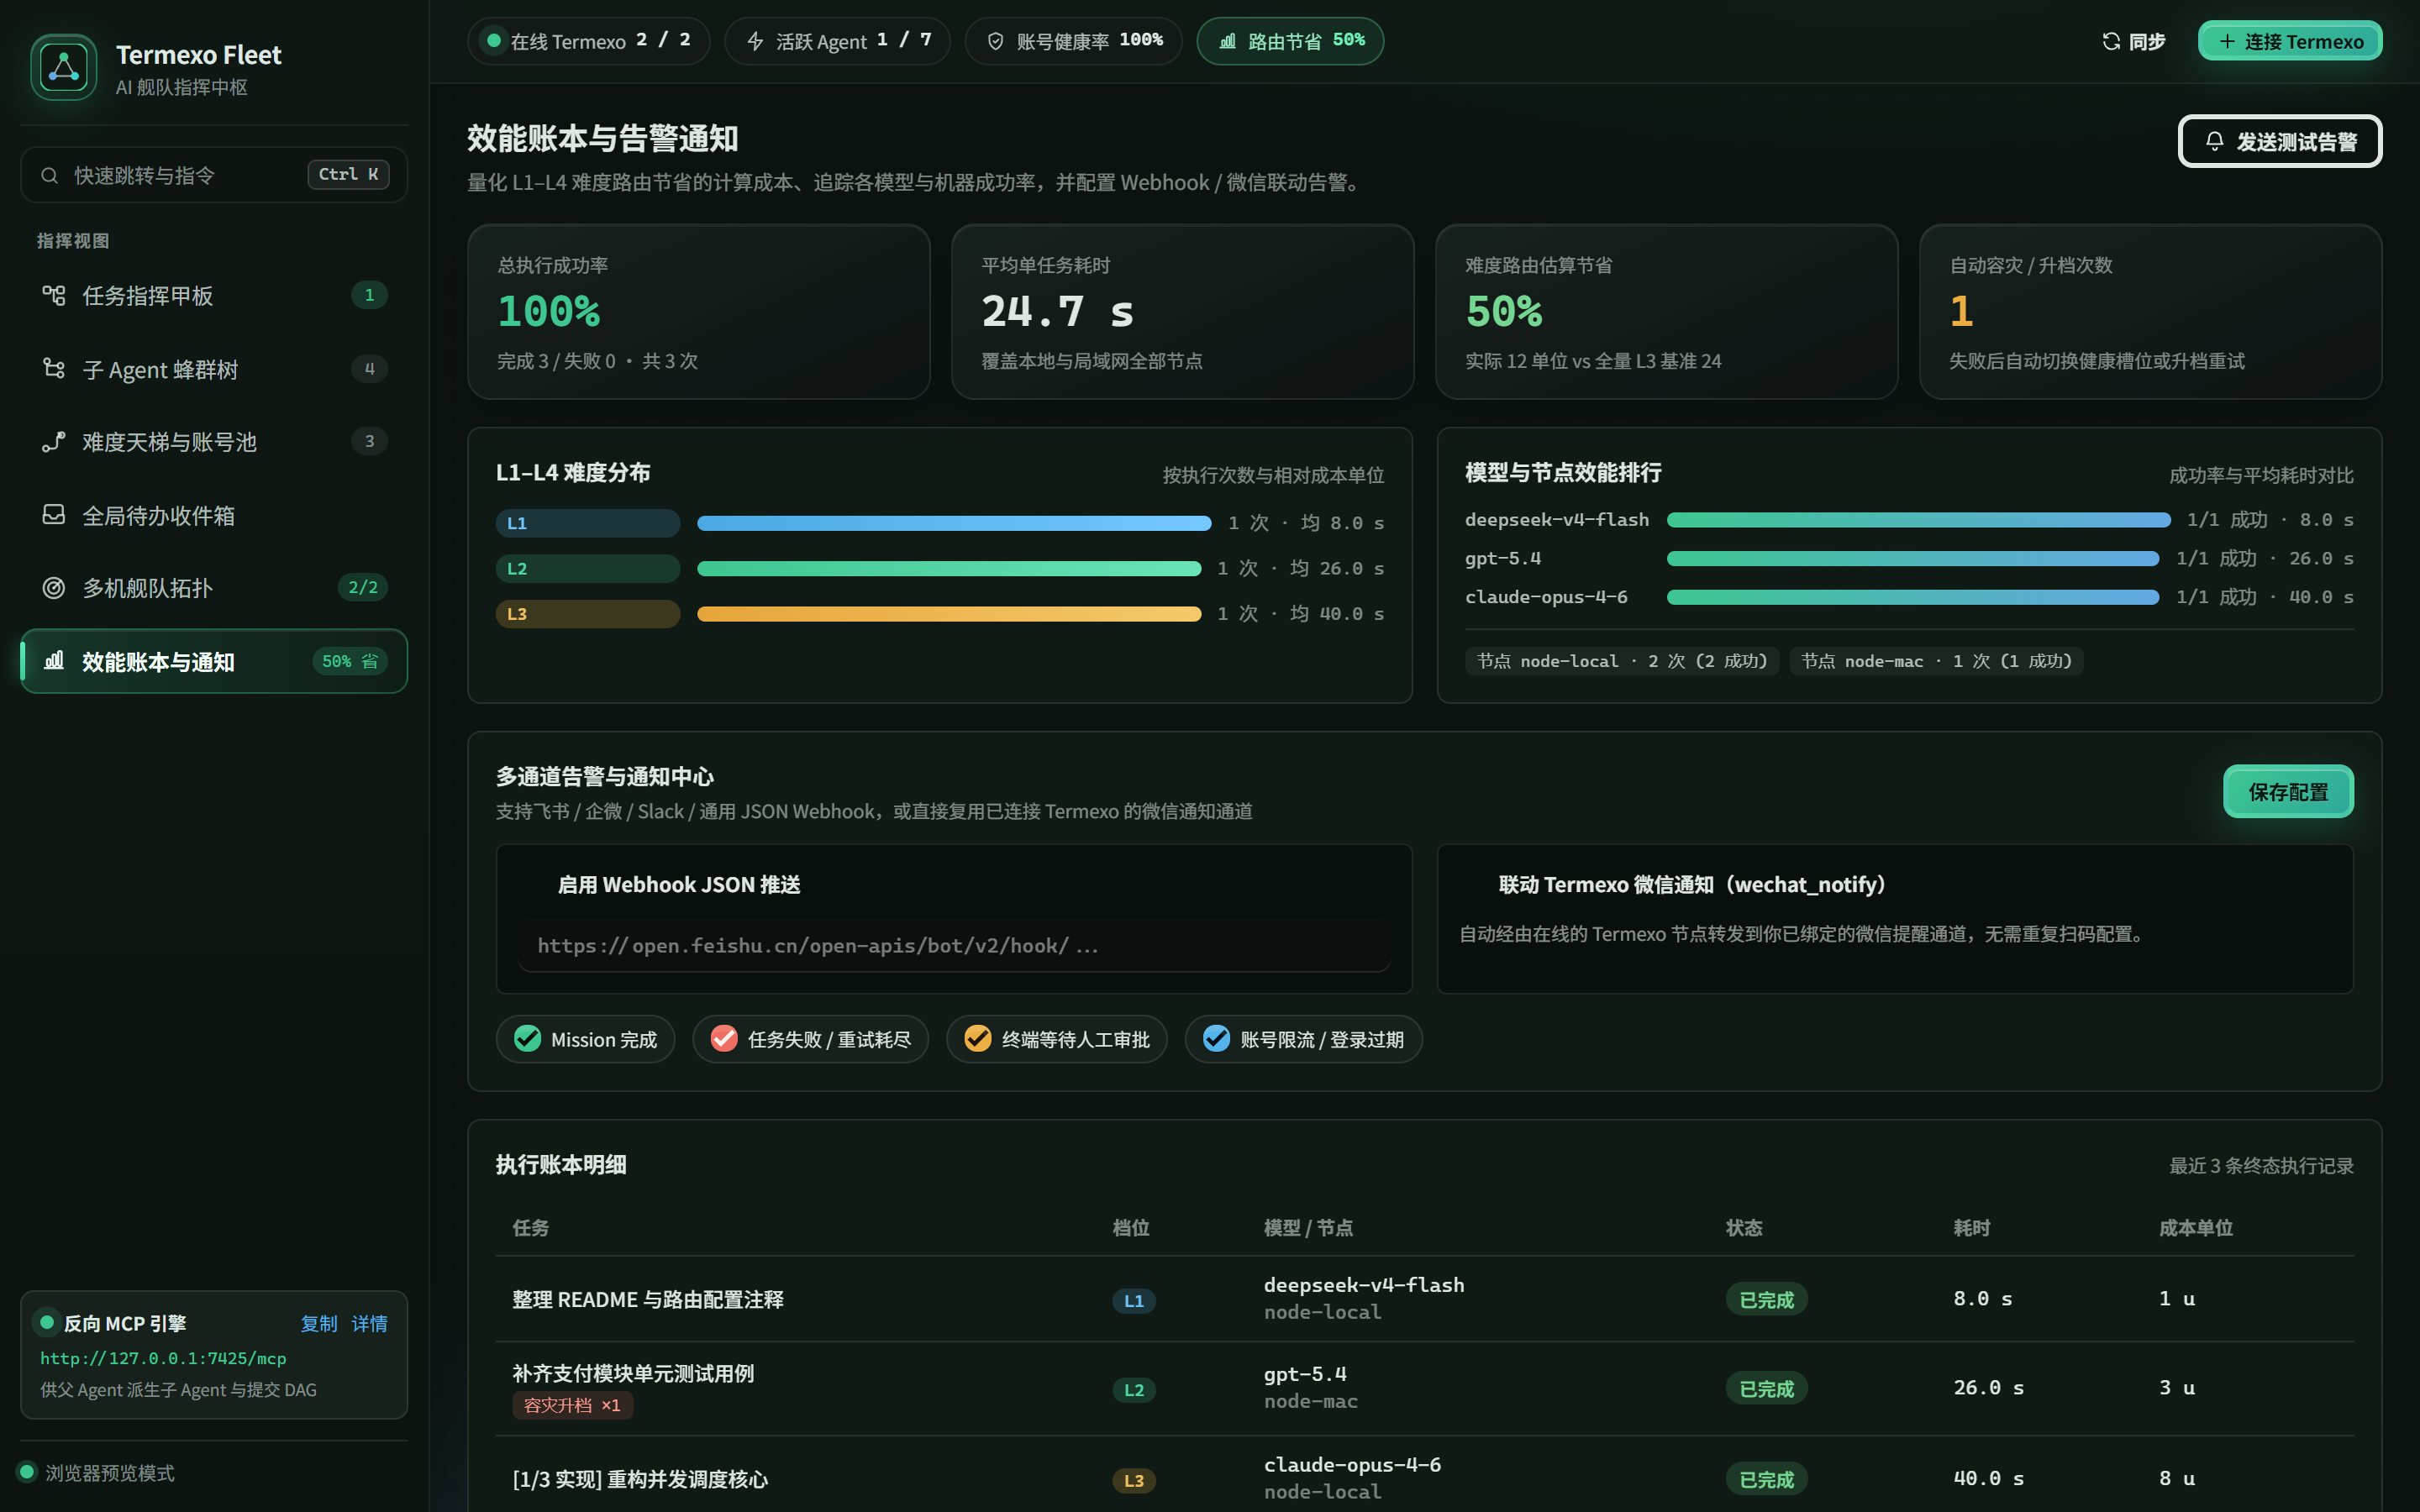 Termexo Fleet
AI 舰队指挥中枢
快速跳转与指令 Ctrl K
指挥视图
任务指挥甲板 1
子 Agent 蜂群树 4
难度天梯与账号池 3
全局待办收件箱
多机舰队拓扑 2/2
效能账本与通知 50% 省
反向 MCP 引擎 复制 详情
http://127.0.0.1:7425/mcp
供父 Agent 派生子 Agent 与提交 DAG
浏览器预览模式
在线 Termexo 2 / 2
活跃 Agent 1 / 7
账号健康率 100%
路由节省 50%
同步
+ 连接 Termexo
效能账本与告警通知
量化 L1–L4 难度路由节省的计算成本、追踪各模型与机器成功率，并配置 Webhook / 微信联动告警。
发送测试告警
总执行成功率
100%
完成 3 / 失败 0 · 共 3 次
平均单任务耗时
24.7 s
覆盖本地与局域网全部节点
难度路由估算节省
50%
实际 12 单位 vs 全量 L3 基准 24
自动容灾 / 升档次数
1
失败后自动切换健康槽位或升档重试
L1–L4 难度分布 按执行次数与相对成本单位
L1 1 次 · 均 8.0 s
L2 1 次 · 均 26.0 s
L3 1 次 · 均 40.0 s
模型与节点效能排行 成功率与平均耗时对比
deepseek-v4-flash 1/1 成功 · 8.0 s
gpt-5.4 1/1 成功 · 26.0 s
claude-opus-4-6 1/1 成功 · 40.0 s
节点 node-local · 2 次 (2 成功) 节点 node-mac · 1 次 (1 成功)
多通道告警与通知中心
支持飞书 / 企微 / Slack / 通用 JSON Webhook，或直接复用已连接 Termexo 的微信通知通道
保存配置
启用 Webhook JSON 推送
https://open.feishu.cn/open-apis/bot/v2/hook/...
联动 Termexo 微信通知（wechat_notify）
自动经由在线的 Termexo 节点转发到你已绑定的微信提醒通道，无需重复扫码配置。
Mission 完成 任务失败 / 重试耗尽 终端等待人工审批 账号限流 / 登录过期
执行账本明细 最近 3 条终态执行记录
任务 档位 模型 / 节点 状态 耗时 成本单位
整理 README 与路由配置注释 L1 deepseek-v4-flash 已完成 8.0 s 1 u
node-local
补齐支付模块单元测试用例 L2 gpt-5.4 已完成 26.0 s 3 u
容灾升档 ×1 node-mac
[1/3 实现] 重构并发调度核心 L3 claude-opus-4-6 已完成 40.0 s 8 u
node-local